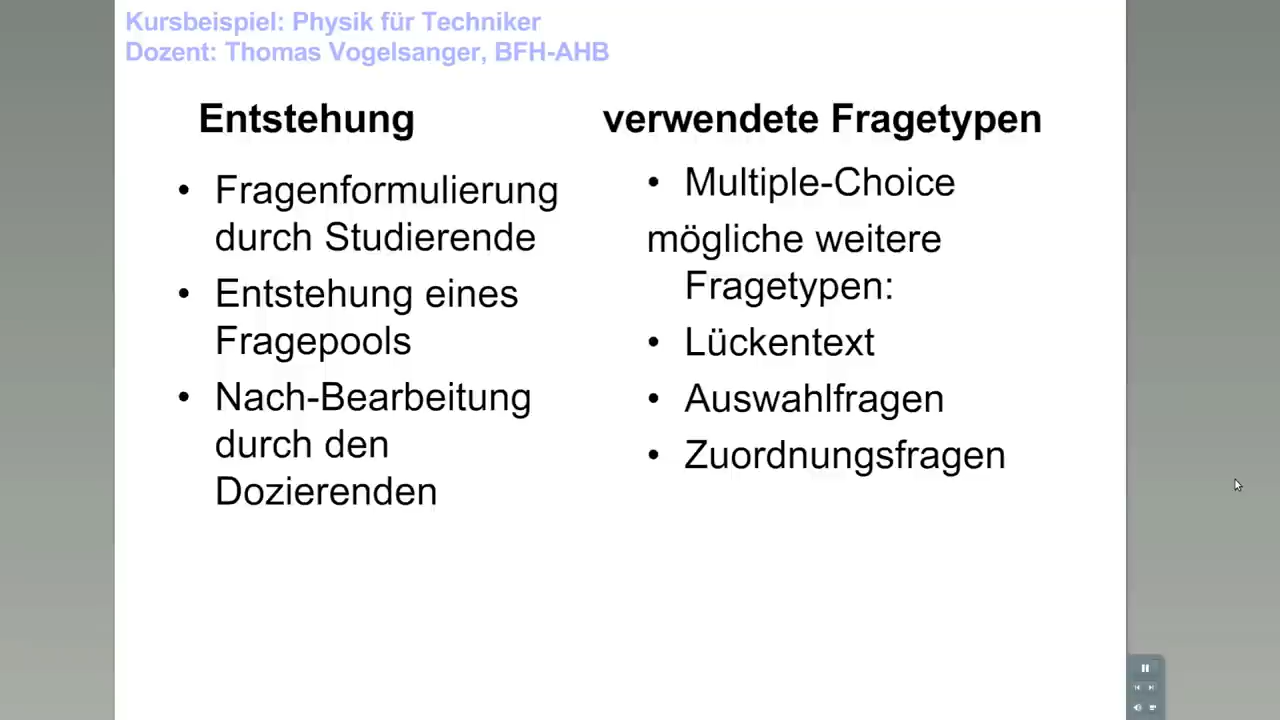 Kursbeispiel: Physik für Techniker
Dozent: Thomas Vogelsanger, BFH-AHB
Entstehung
• Fragenformulierung
durch Studierende
• Entstehung eines
Fragepools
• Nach-Bearbeitung
durch den
Dozierenden
verwendete Fragetypen
• Multiple-Choice
mögliche weitere
Fragetypen:
• Lückentext
• Auswahlfragen
• Zuordnungsfragen